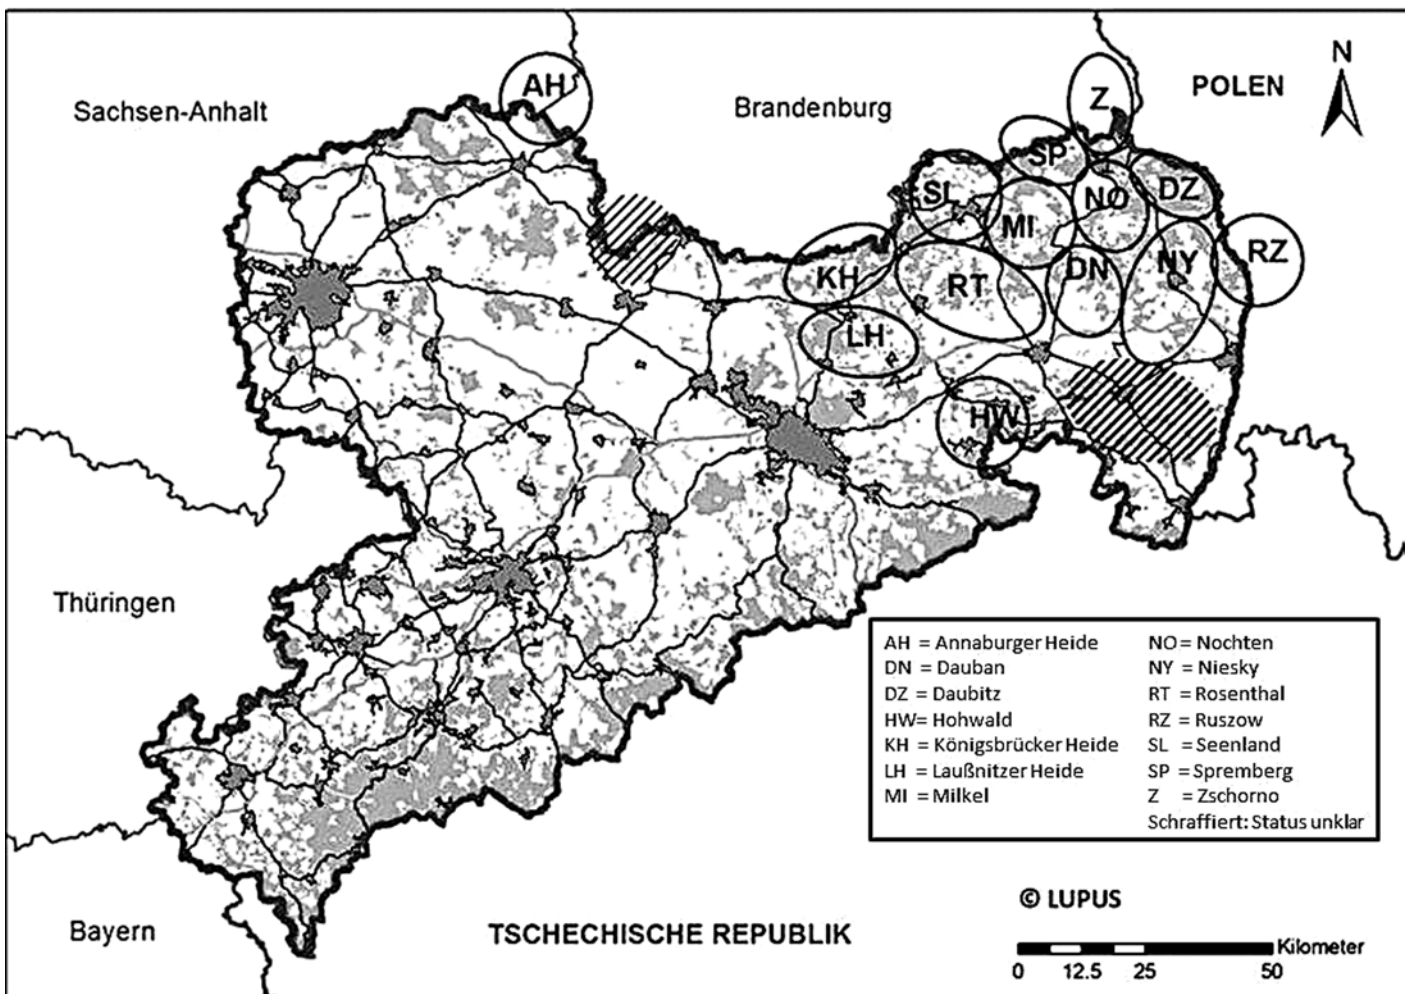 N
AH
Z
POLEN
Sachsen-Anhalt
Brandenburg
SP
SL
NO
DZ
MI
KH
RT
DN
NY
RZ
LH
HW
Thüringen
AH = Annaburger Heide
DN = Dauban
DZ = Daubitz
HW= Hohwald
KH = Königsbrücker Heide
LH = Laußnitzer Heide
MI = Milkel
NO= Nochten
NY = Niesky
RT = Rosenthal
RZ = Ruszow
SL = Seenland
SP = Spremberg
Z = Zschorno
Schraffiert: Status unklar
© LUPUS
Bayern
TSCHECHISCHE REPUBLIK
Kilometer
0 12.5 25 50